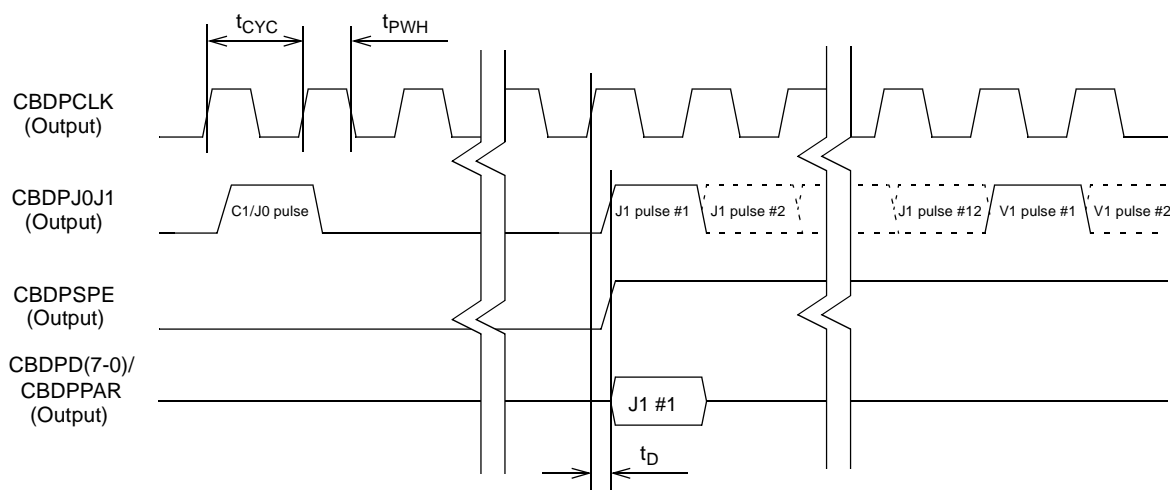 tCYC
tPWH
CBDPCLK
(Output)
CBDPJ0J1
(Output)
C1/J0 pulse
J1 pulse #1
J1 pulse #2
J1 pulse #12
V1 pulse #1
V1 pulse #2
CBDPSPE
(Output)
CBDPD(7-0)/
CBDPPAR
(Output)
J1 #1
tD